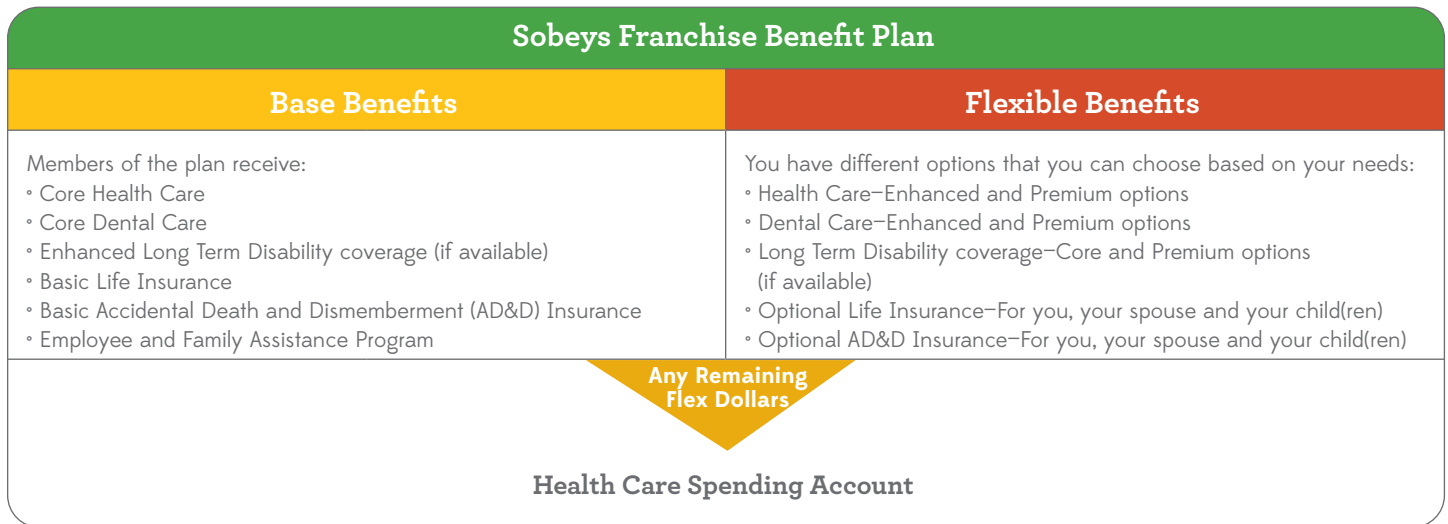 Sobeys Franchise Benefit Plan
Base Benefits
Members of the plan receive:
° Core Health Care
° Core Dental Care
° Enhanced Long Term Disability coverage (if available)
° Basic Life Insurance
° Basic Accidental Death and Dismemberment (AD&D) Insurance
° Employee and Family Assistance Program
Flexible Benefits
You have different options that you can choose based on your needs:
° Health Care–Enhanced and Premium options
° Dental Care–Enhanced and Premium options
° Long Term Disability coverage–Core and Premium options
(if available)
° Optional Life Insurance–For you, your spouse and your child(ren)
° Optional AD&D Insurance–For you, your spouse and your child(ren)
Any Remaining
Flex Dollars
Health Care Spending Account